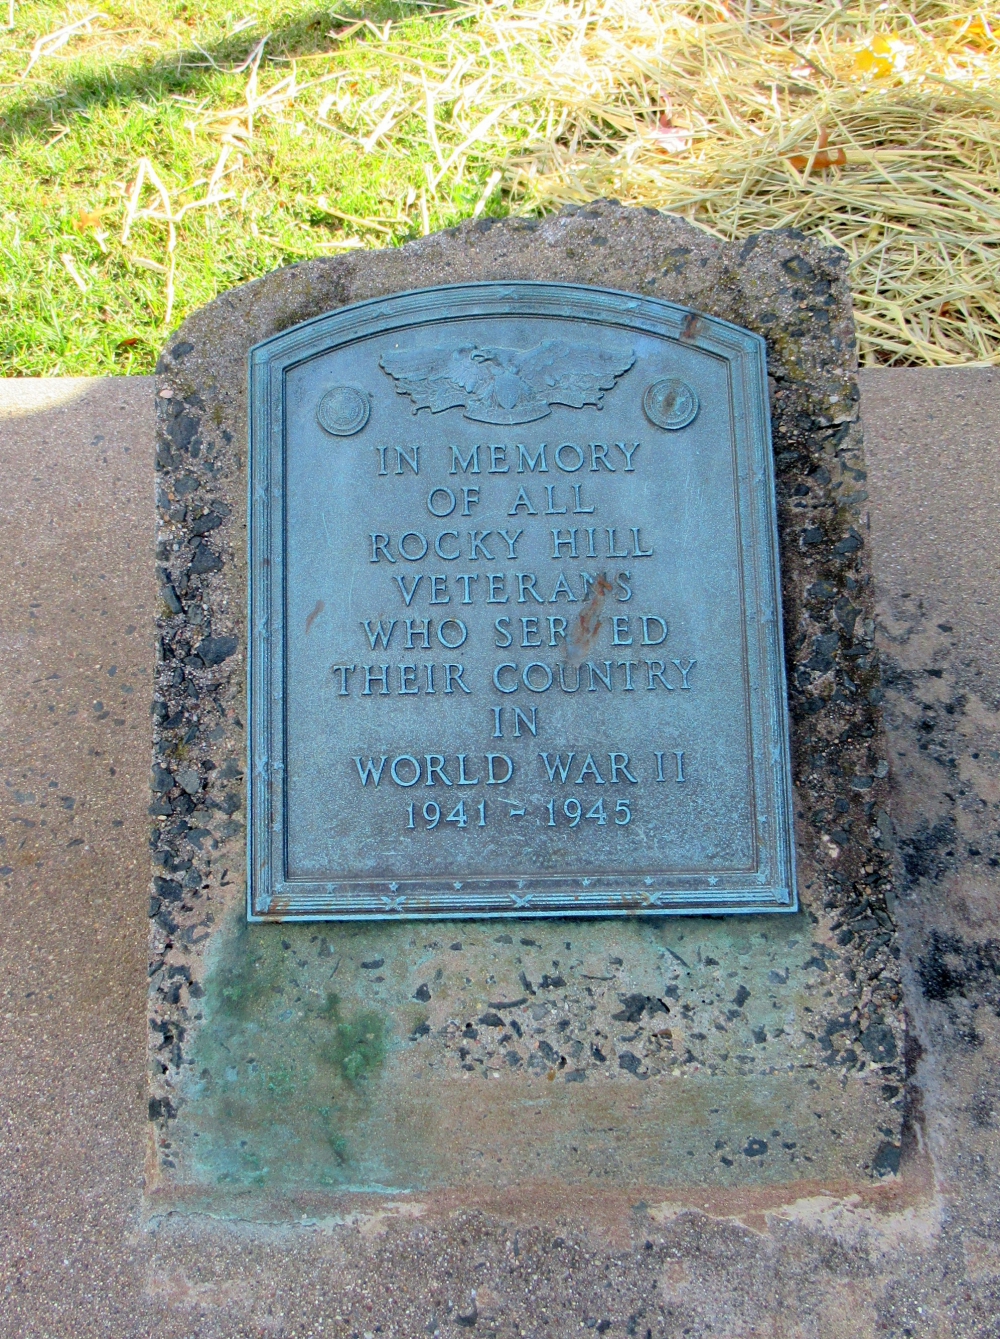 IN MEMORY
OF ALL
ROCKY HILL
VETERANS
WHO SERVED
THEIR COUNTRY
IN
WORLD WAR II
1941 - 1945